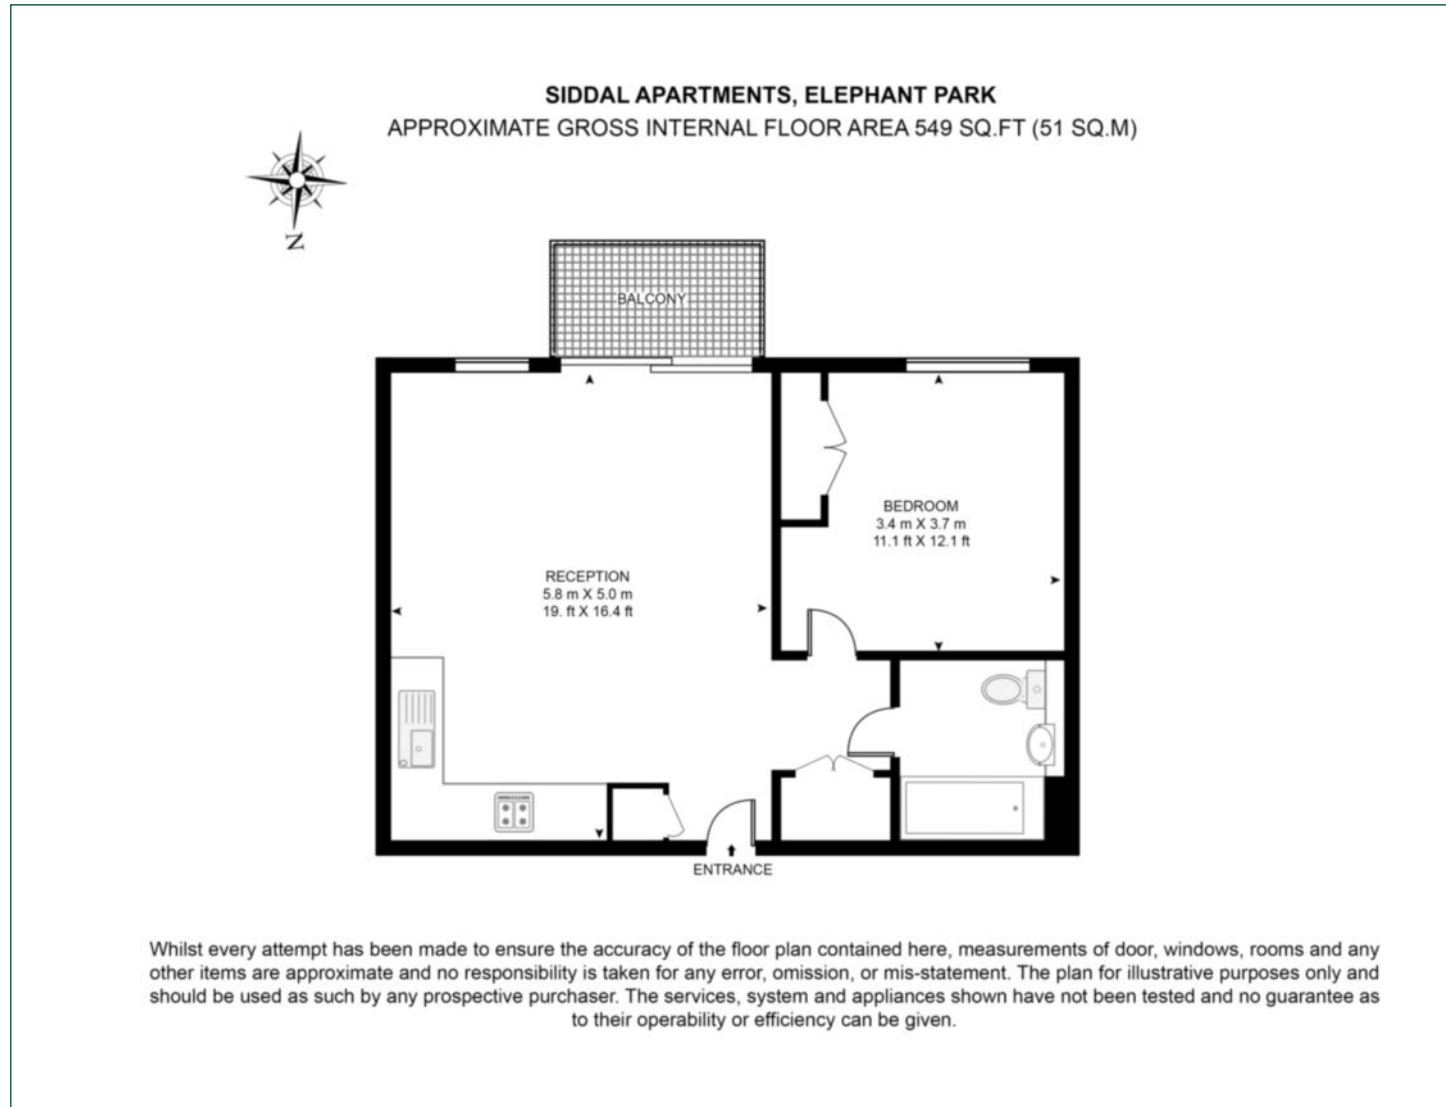 SIDDAL APARTMENTS, ELEPHANT PARK
APPROXIMATE GROSS INTERNAL FLOOR AREA 549 SQ.FT (51 SQ.M)
N
BALCONY
BEDROOM
3.4 m X 3.7 m
11.1 ft X 12.1 ft
RECEPTION
5.8 m X 5.0 m
19. ft X 16.4 ft
ENTRANCE
Whilst every attempt has been made to ensure the accuracy of the floor plan contained here, measurements of door, windows, rooms and any
other items are approximate and no responsibility is taken for any error, omission, or mis-statement. The plan for illustrative purposes only and
should be used as such by any prospective purchaser. The services, system and appliances shown have not been tested and no guarantee as
to their operability or efficiency can be given.